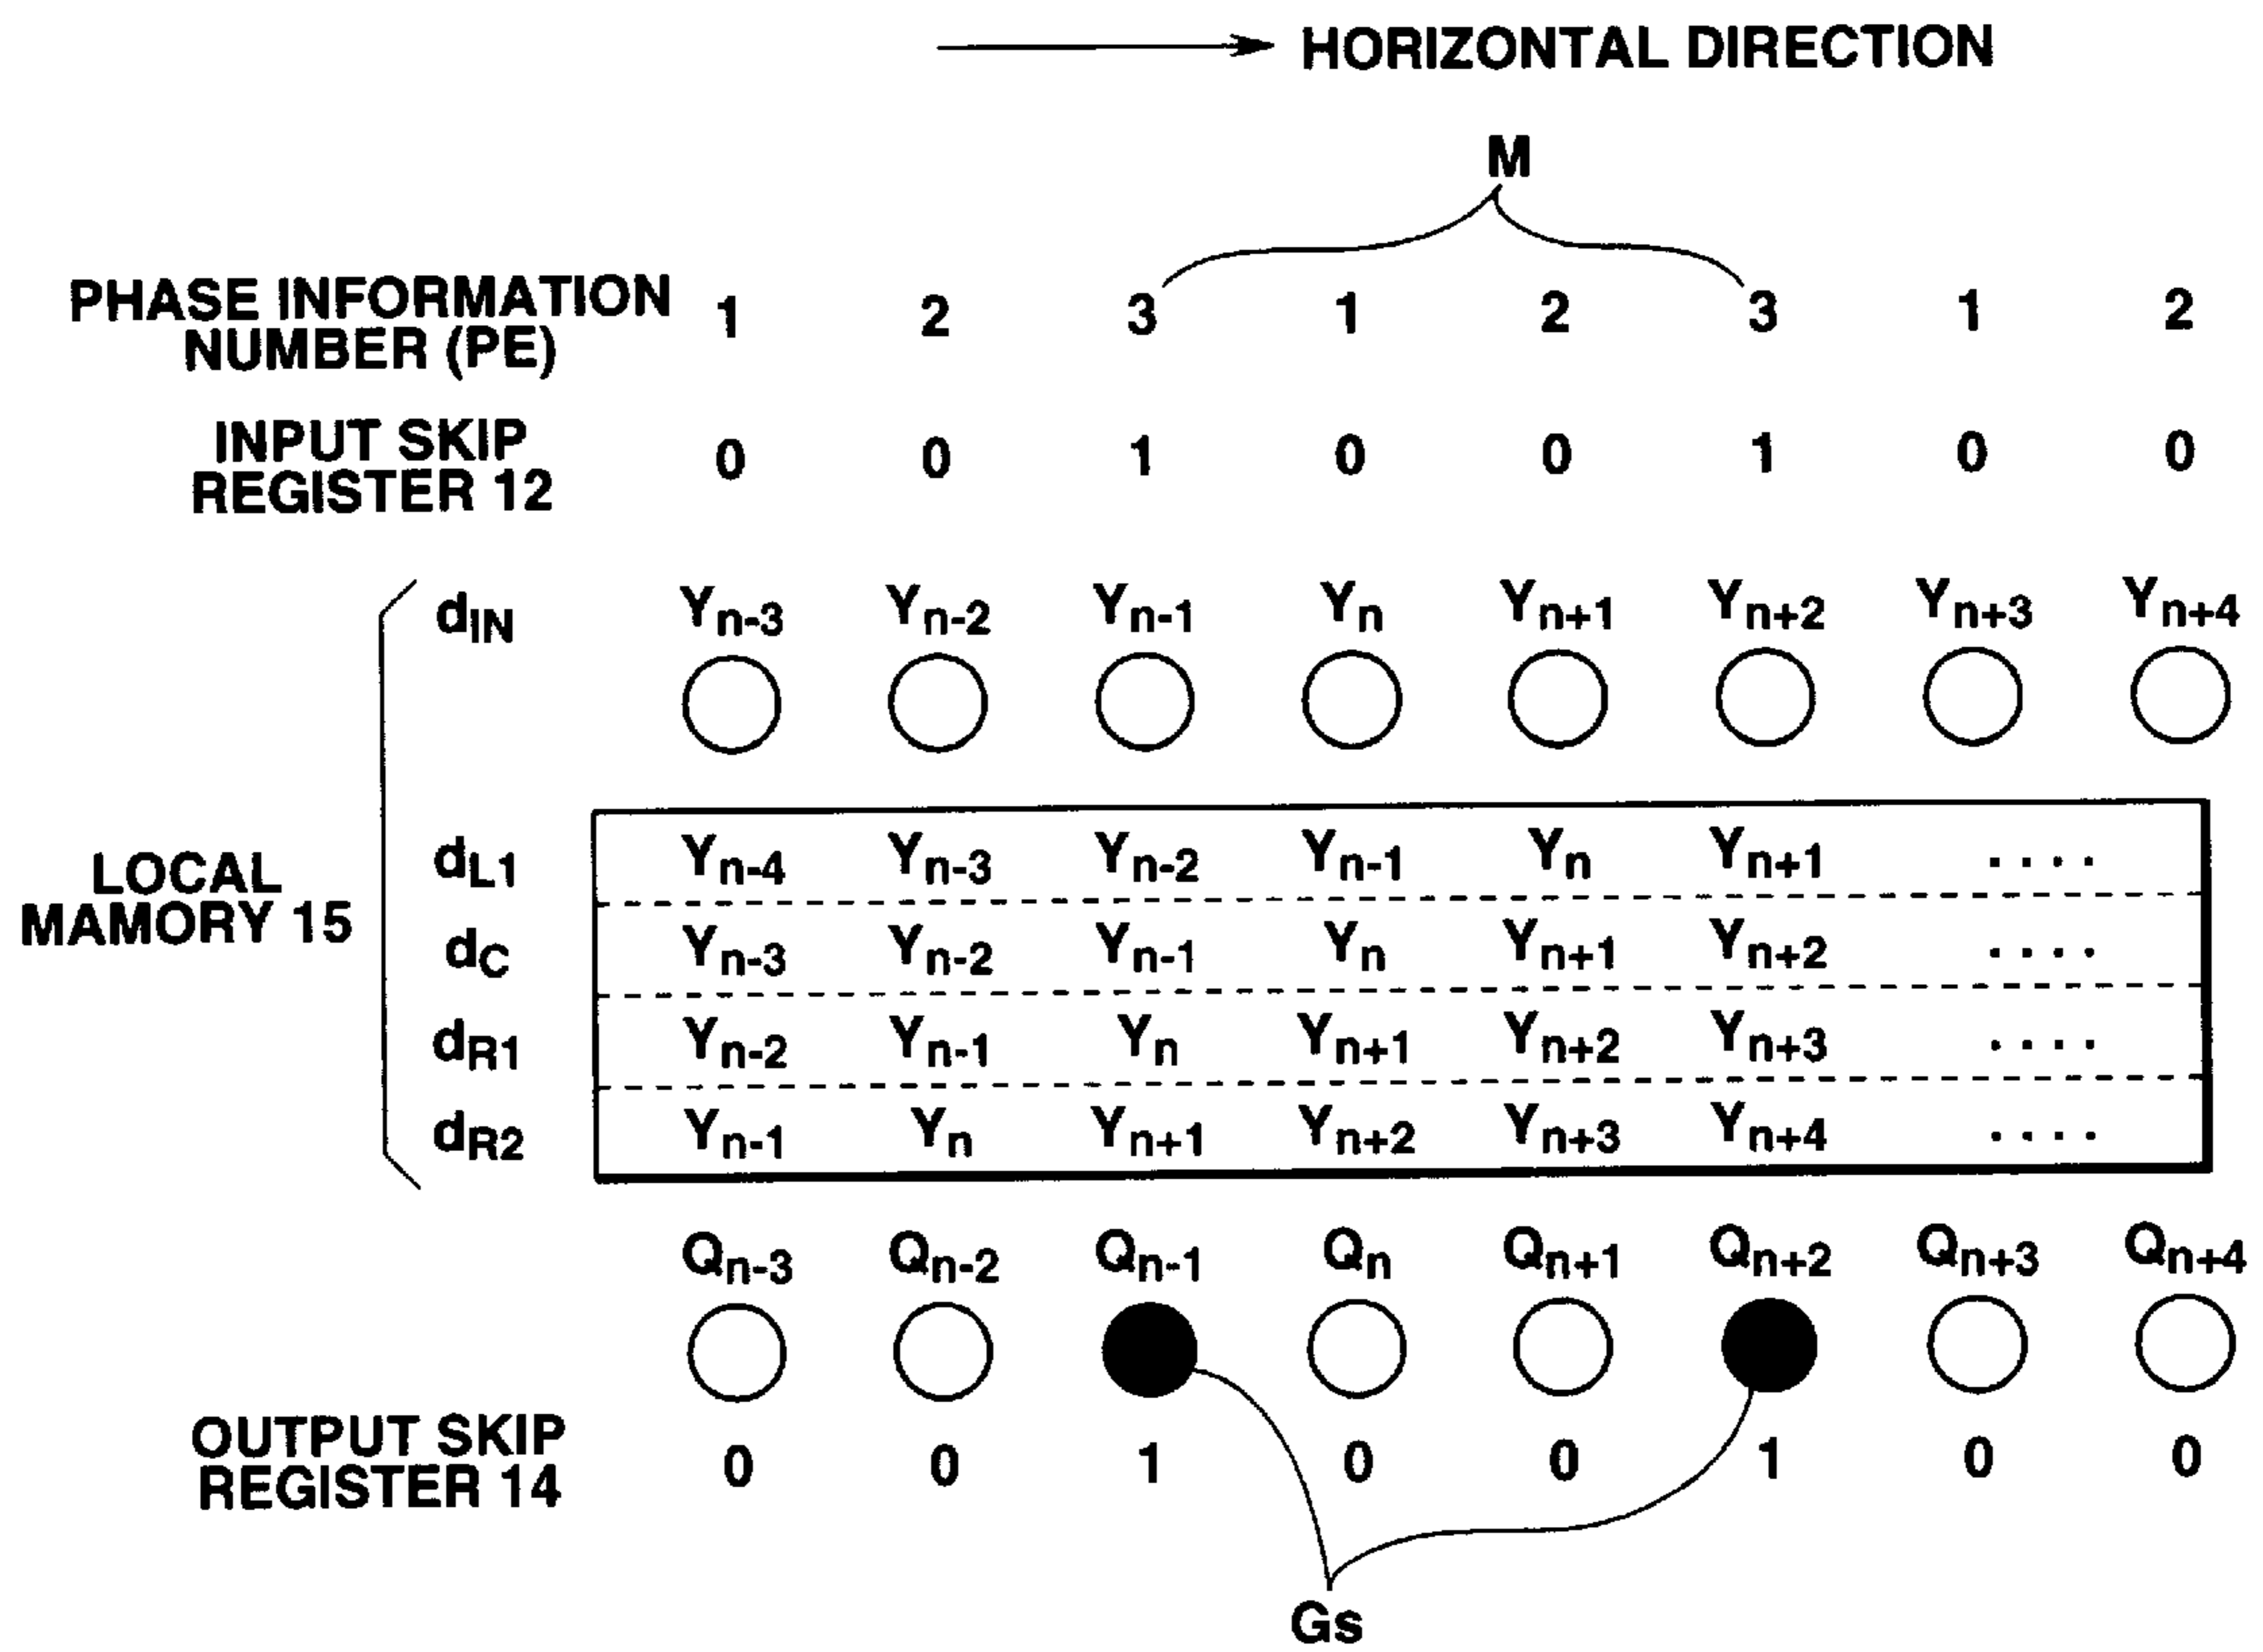 HORIZONTAL DIRECTION
M
PHASE INFORMATION
NUMBER (PE)
1 2 3 1 2 3 1 2
INPUT SKIP
REGISTER 12
0 0 1 0 0 1 0 0
dIN Yn-3 Yn-2 Yn-1 Yn Yn+1 Yn+2 Yn+3 Yn+4
LOCAL
MAMORY 15
dL1 Yn-4 Yn-3 Yn-2 Yn-1 Yn Yn+1 ....
dC Yn-3 Yn-2 Yn-1 Yn Yn+1 Yn+2 ....
dR1 Yn-2 Yn-1 Yn Yn+1 Yn+2 Yn+3 ....
dR2 Yn-1 Yn Yn+1 Yn+2 Yn+3 Yn+4 ....
Qn-3 Qn-2 Qn-1 Qn Qn+1 Qn+2 Qn+3 Qn+4
OUTPUT SKIP
REGISTER 14
0 0 1 0 0 1 0 0
Gs